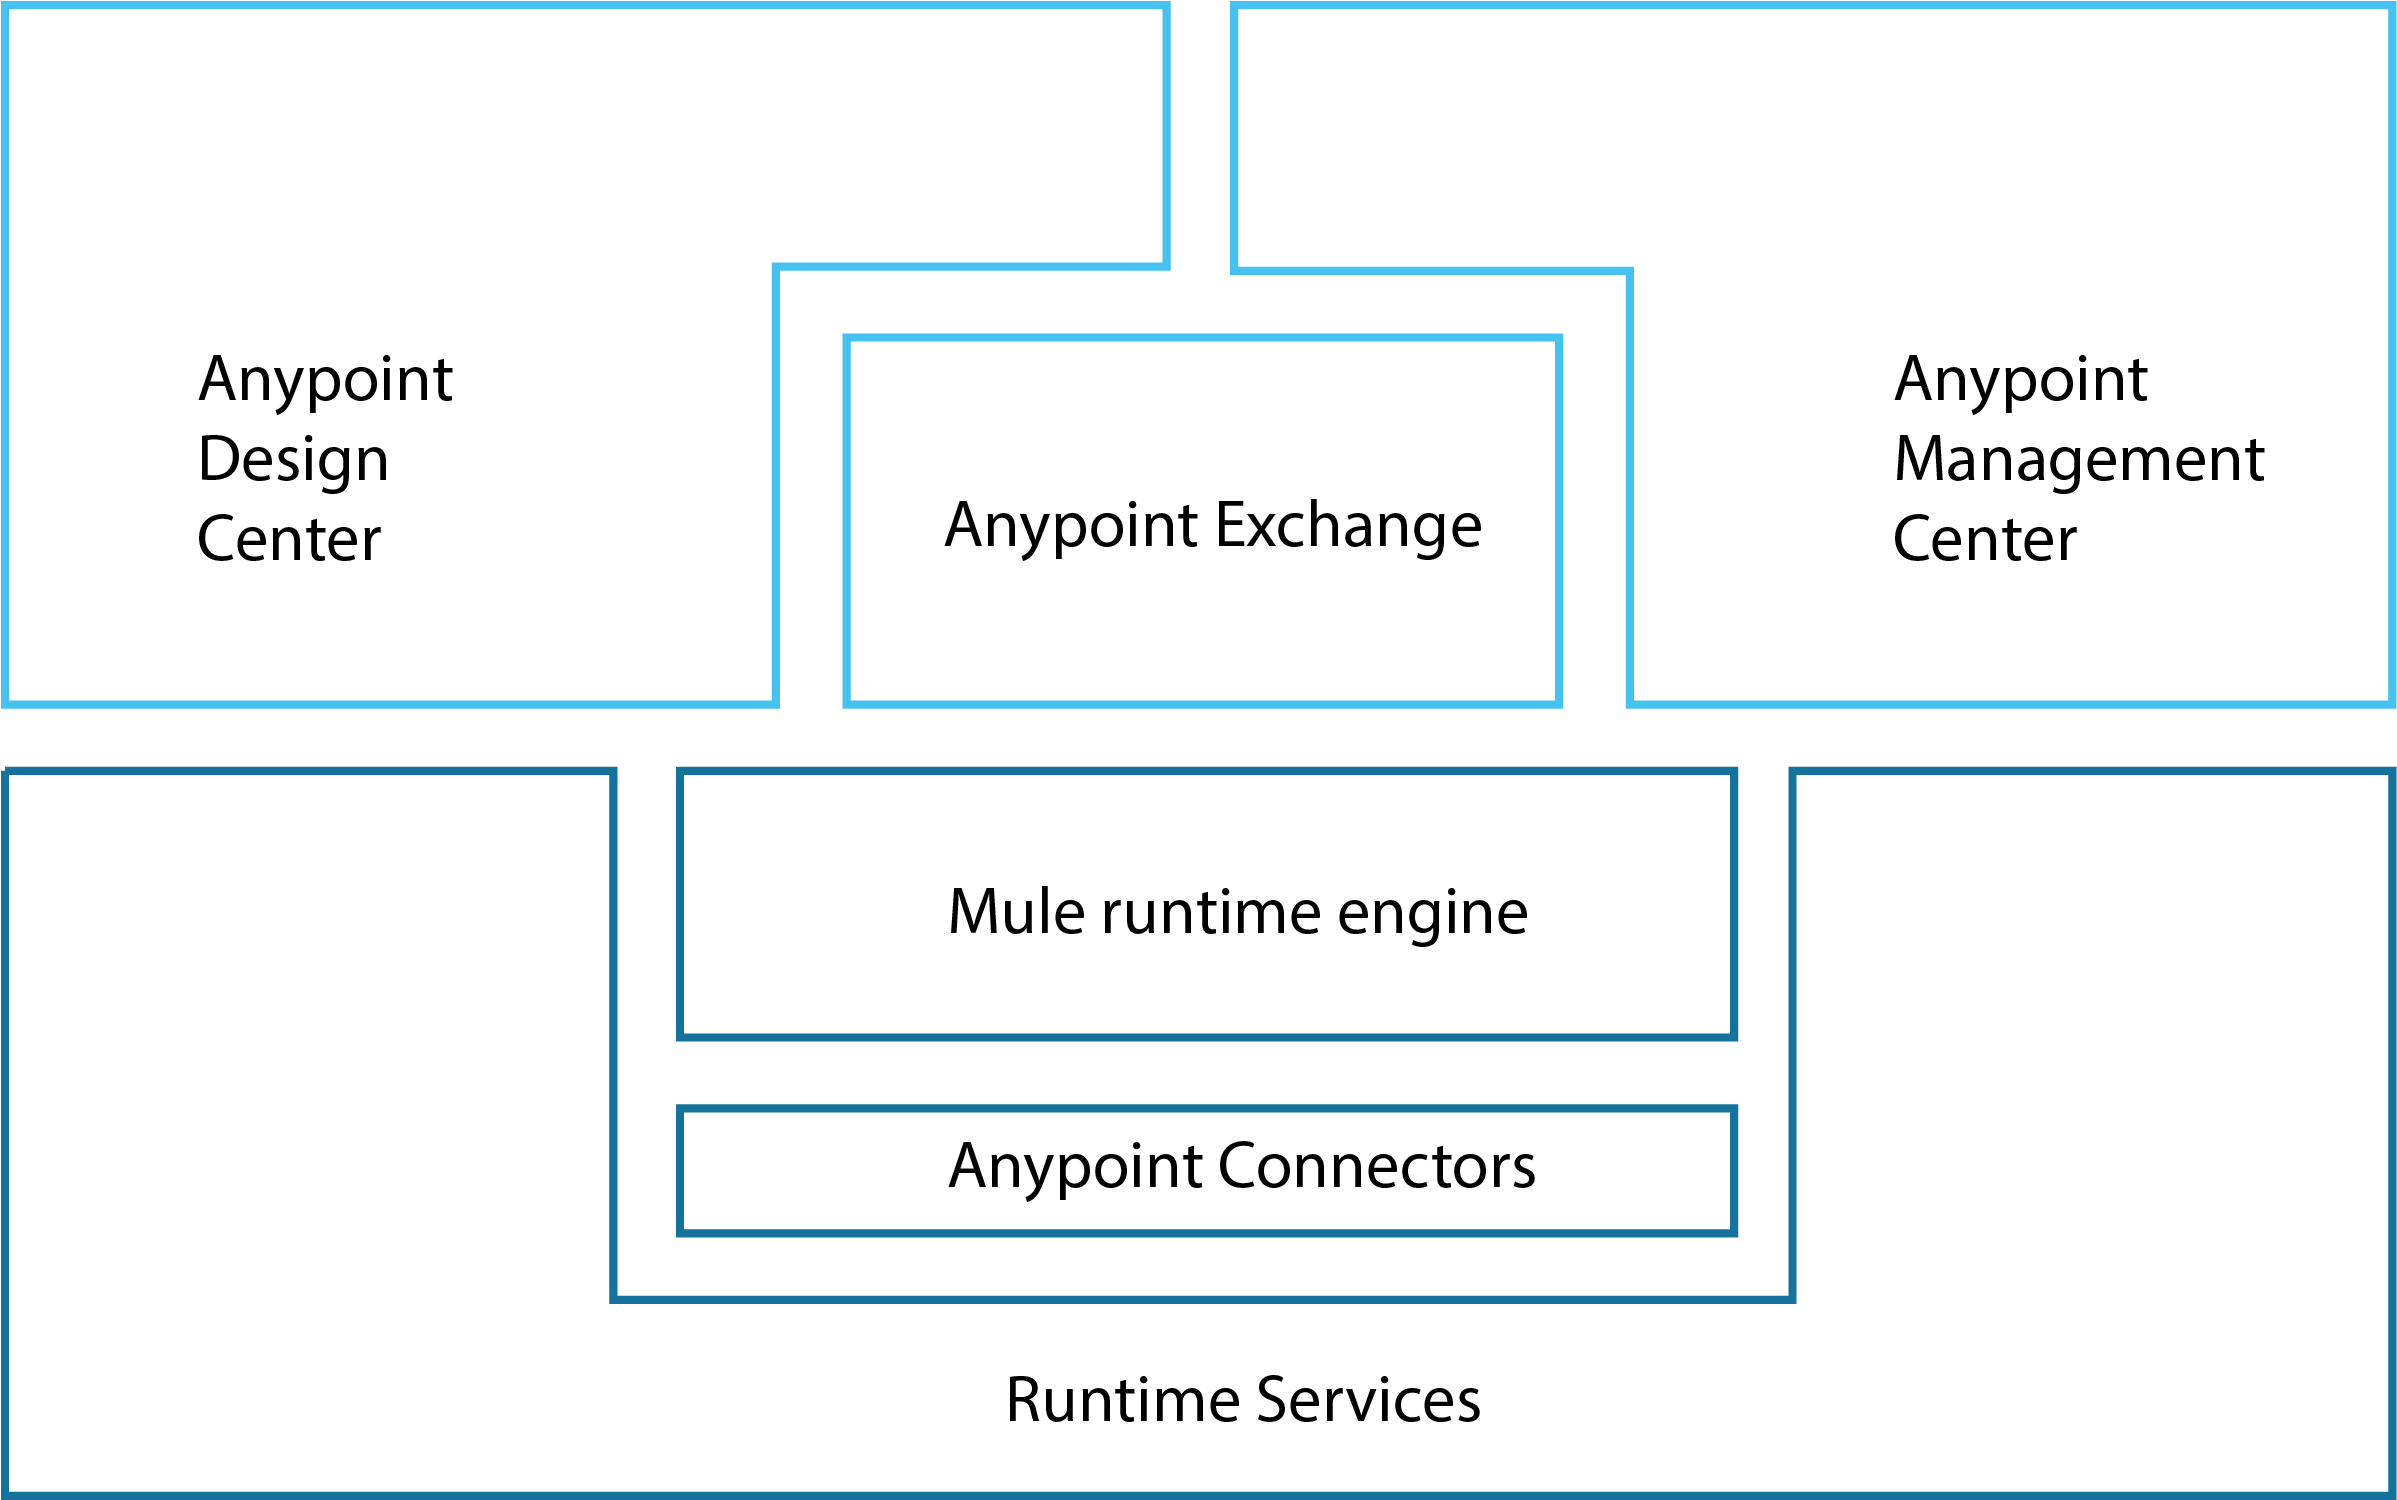 Anypoint
Design
Center
Anypoint Exchange
Anypoint
Management
Center
Mule runtime engine
Anypoint Connectors
Runtime Services